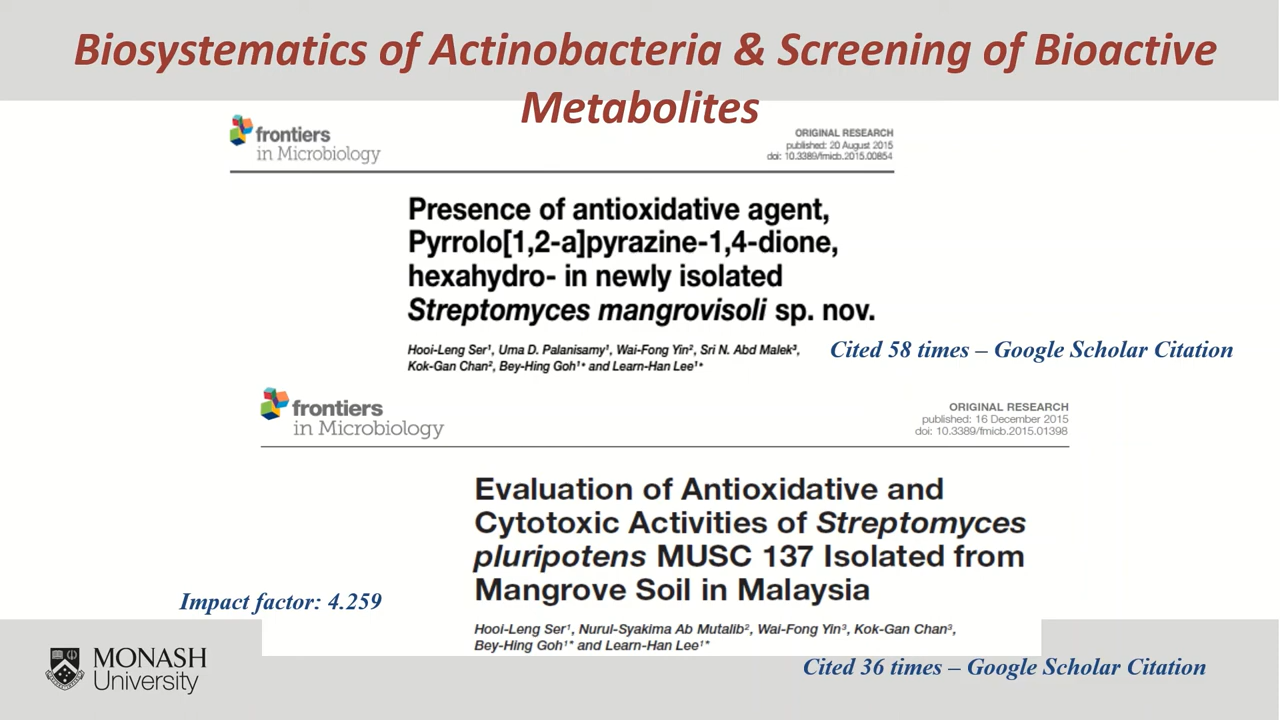 Biosystematics of Actinobacteria & Screening of Bioactive
Metabolites
frontiers
in Microbiology
ORIGINAL RESEARCH
published: 20 August 2015
doi: 10.3389/fmicb.2015.00854
Presence of antioxidative agent,
Pyrrolo[1,2-a]pyrazine-1,4-dione,
hexahydro- in newly isolated
Streptomyces mangrovisoli sp. nov.
Hooi-Leng Ser¹, Uma D. Palanisamy¹, Wai-Fong Yin², Sri N. Abd Malek³,
Kok-Gan Chan², Bey-Hing Goh¹* and Learn-Han Lee¹*
Cited 58 times – Google Scholar Citation
frontiers
in Microbiology
ORIGINAL RESEARCH
published: 16 December 2015
doi: 10.3389/fmicb.2015.01398
Evaluation of Antioxidative and
Cytotoxic Activities of Streptomyces
pluripotens MUSC 137 Isolated from
Mangrove Soil in Malaysia
Impact factor: 4.259
Hooi-Leng Ser¹, Nurul-Syakima Ab Mutalib², Wai-Fong Yin³, Kok-Gan Chan³,
Bey-Hing Goh¹* and Learn-Han Lee¹*
MONASH
University
Cited 36 times – Google Scholar Citation